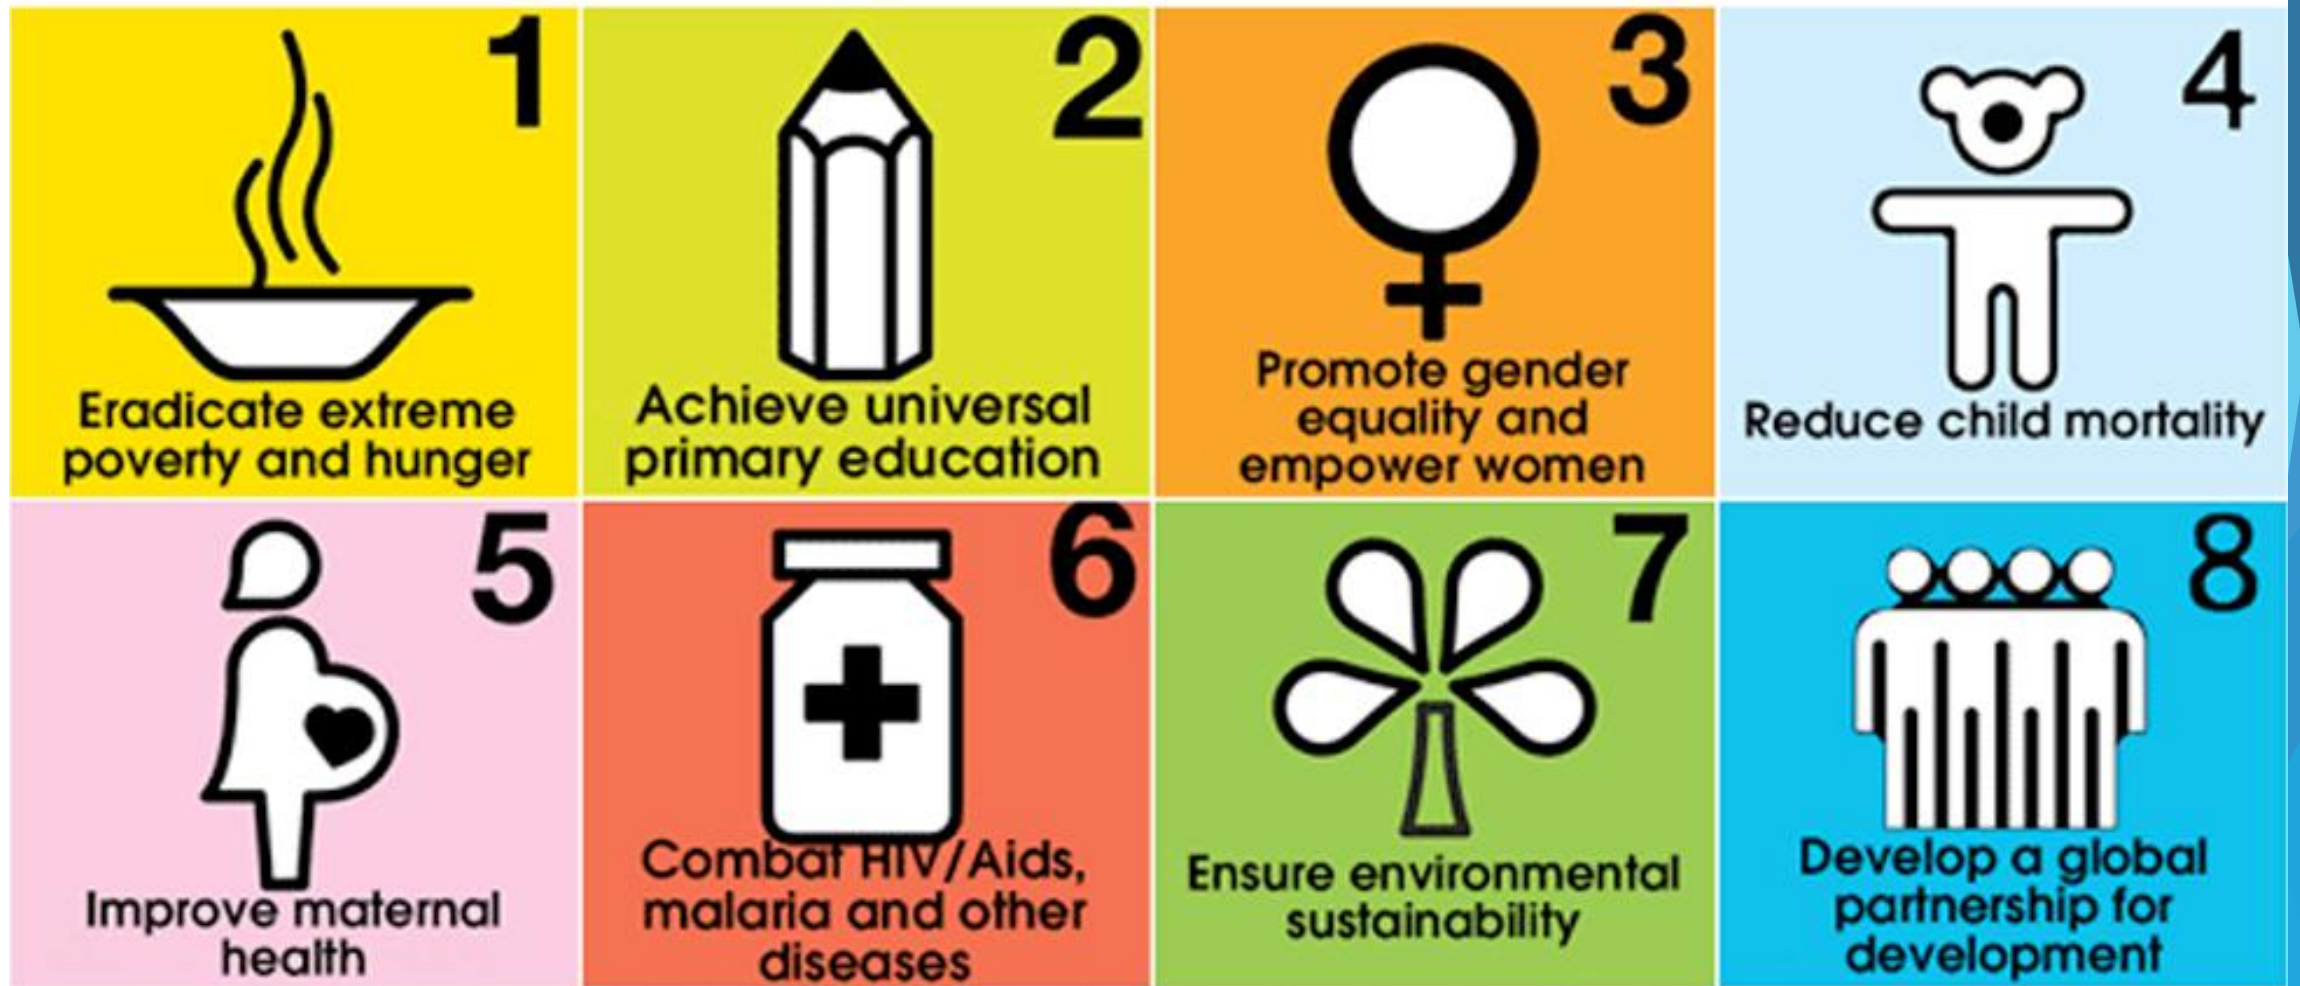 1
Eradicate extreme
poverty and hunger
2
Achieve universal
primary education
3
Promote gender
equality and
empower women
4
Reduce child mortality
5
Improve maternal
health
6
Combat HIV/Aids,
malaria and other
diseases
7
Ensure environmental
sustainability
8
Develop a global
partnership for
development